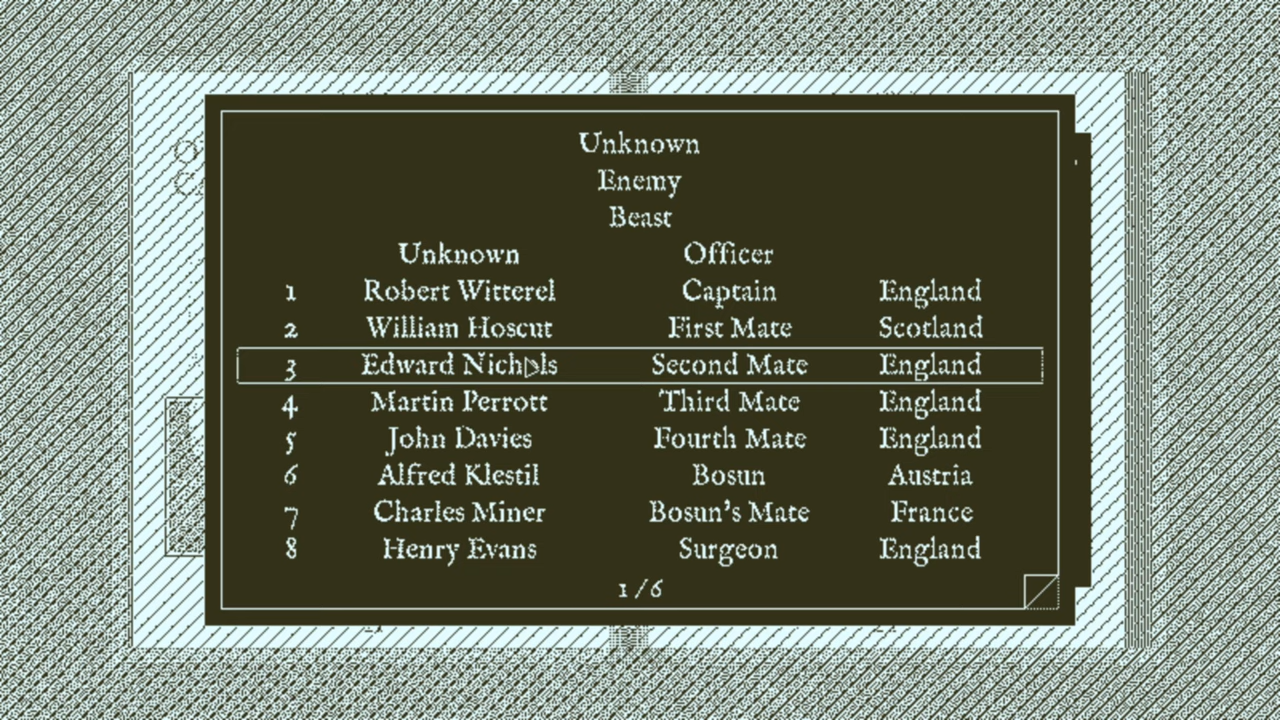 Unknown
Enemy
Beast
Unknown Officer
1 Robert Witterel Captain England
2 William Hoscut First Mate Scotland
3 Edward Nichols Second Mate England
4 Martin Perrott Third Mate England
5 John Davies Fourth Mate England
6 Alfred Klestil Bosun Austria
7 Charles Miner Bosun's Mate France
8 Henry Evans Surgeon England
1/6